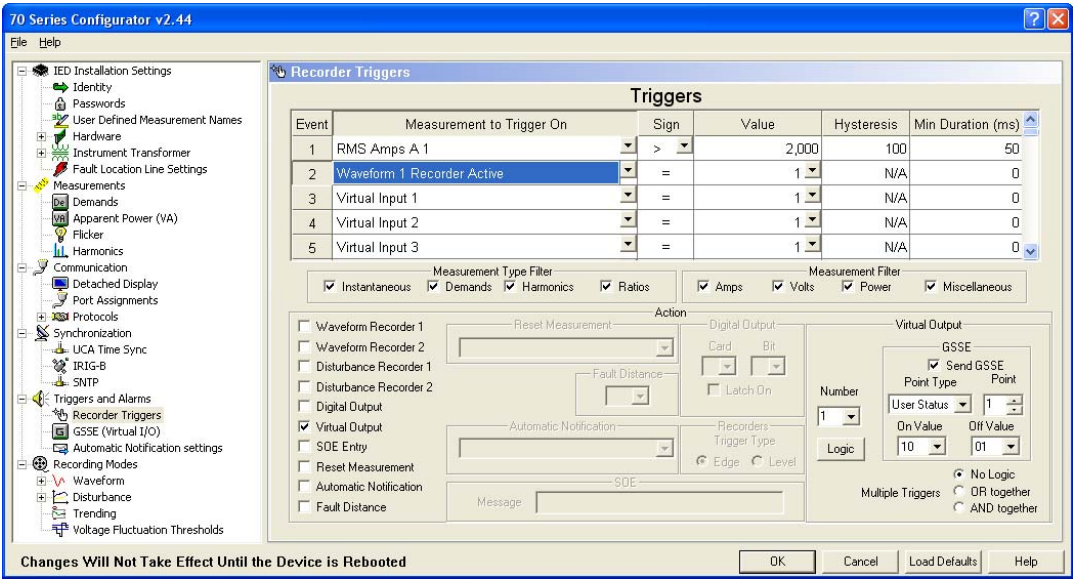 70 Series Configurator v2.44
File Help
IED Installation Settings
Identity
Passwords
User Defined Measurement Names
Hardware
Instrument Transformer
Fault Location Line Settings
Measurements
De Demands
VA Apparent Power (VA)
Flicker
Harmonics
Communication
Detached Display
Port Assignments
Protocols
Synchronization
UCA Time Sync
IRIG-B
SNTP
Triggers and Alarms
Recorder Triggers
G GSSE (Virtual I/O)
Automatic Notification settings
Recording Modes
Waveform
Disturbance
Trending
Voltage Fluctuation Thresholds
Recorder Triggers
Triggers
Event Measurement to Trigger On Sign Value Hysteresis Min Duration (ms)
1 RMS Amps A 1 > 2,000 100 50
2 Waveform 1 Recorder Active = 1 N/A 0
3 Virtual Input 1 = 1 N/A 0
4 Virtual Input 2 = 1 N/A 0
5 Virtual Input 3 = 1 N/A 0
Measurement Type Filter Measurement Filter
Instantaneous Demands Harmonics Ratios Amps Volts Power Miscellaneous
Action
Waveform Recorder 1
Waveform Recorder 2
Disturbance Recorder 1
Disturbance Recorder 2
Digital Output
Virtual Output
SOE Entry
Reset Measurement
Automatic Notification
Fault Distance
Reset Measurement
Fault Distance
Automatic Notification
SOE
Message
Digital Output
Card Bit
Latch On
Recorders
Trigger Type
Edge Level
Virtual Output
Number
1
Logic
GSSE
Send GSSE
Point Type Point
User Status 1
On Value Off Value
10 01
Multiple Triggers
No Logic
OR together
AND together
Changes Will Not Take Effect Until the Device is Rebooted
OK Cancel Load Defaults Help